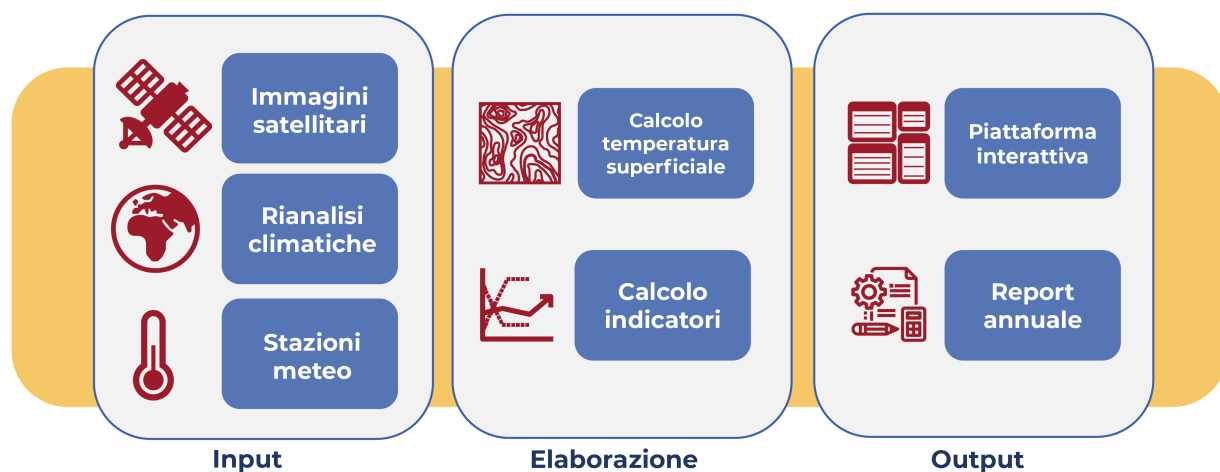 Immagini
satellitari
Rianalisi
climatiche
Stazioni
meteo
Input
Calcolo
temperatura
superficiale
Calcolo
indicatori
Elaborazione
Piattaforma
interattiva
Report
annuale
Output